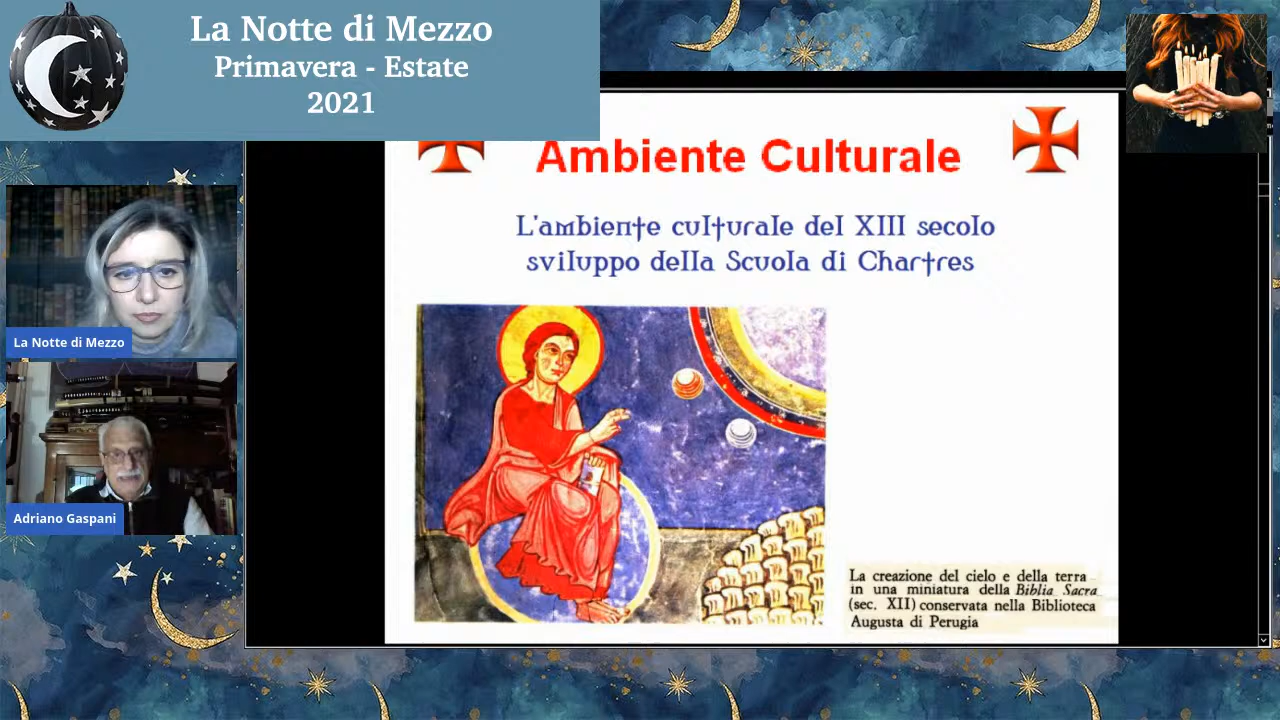 La Notte di Mezzo
Primavera - Estate
2021
Ambiente Culturale
L'ambiente culturale del XIII secolo
sviluppo della Scuola di Chartres
La Notte di Mezzo
Adriano Gaspani
La creazione del cielo e della terra
in una miniatura della Biblia Sacra
(sec. XII) conservata nella Biblioteca
Augusta di Perugia